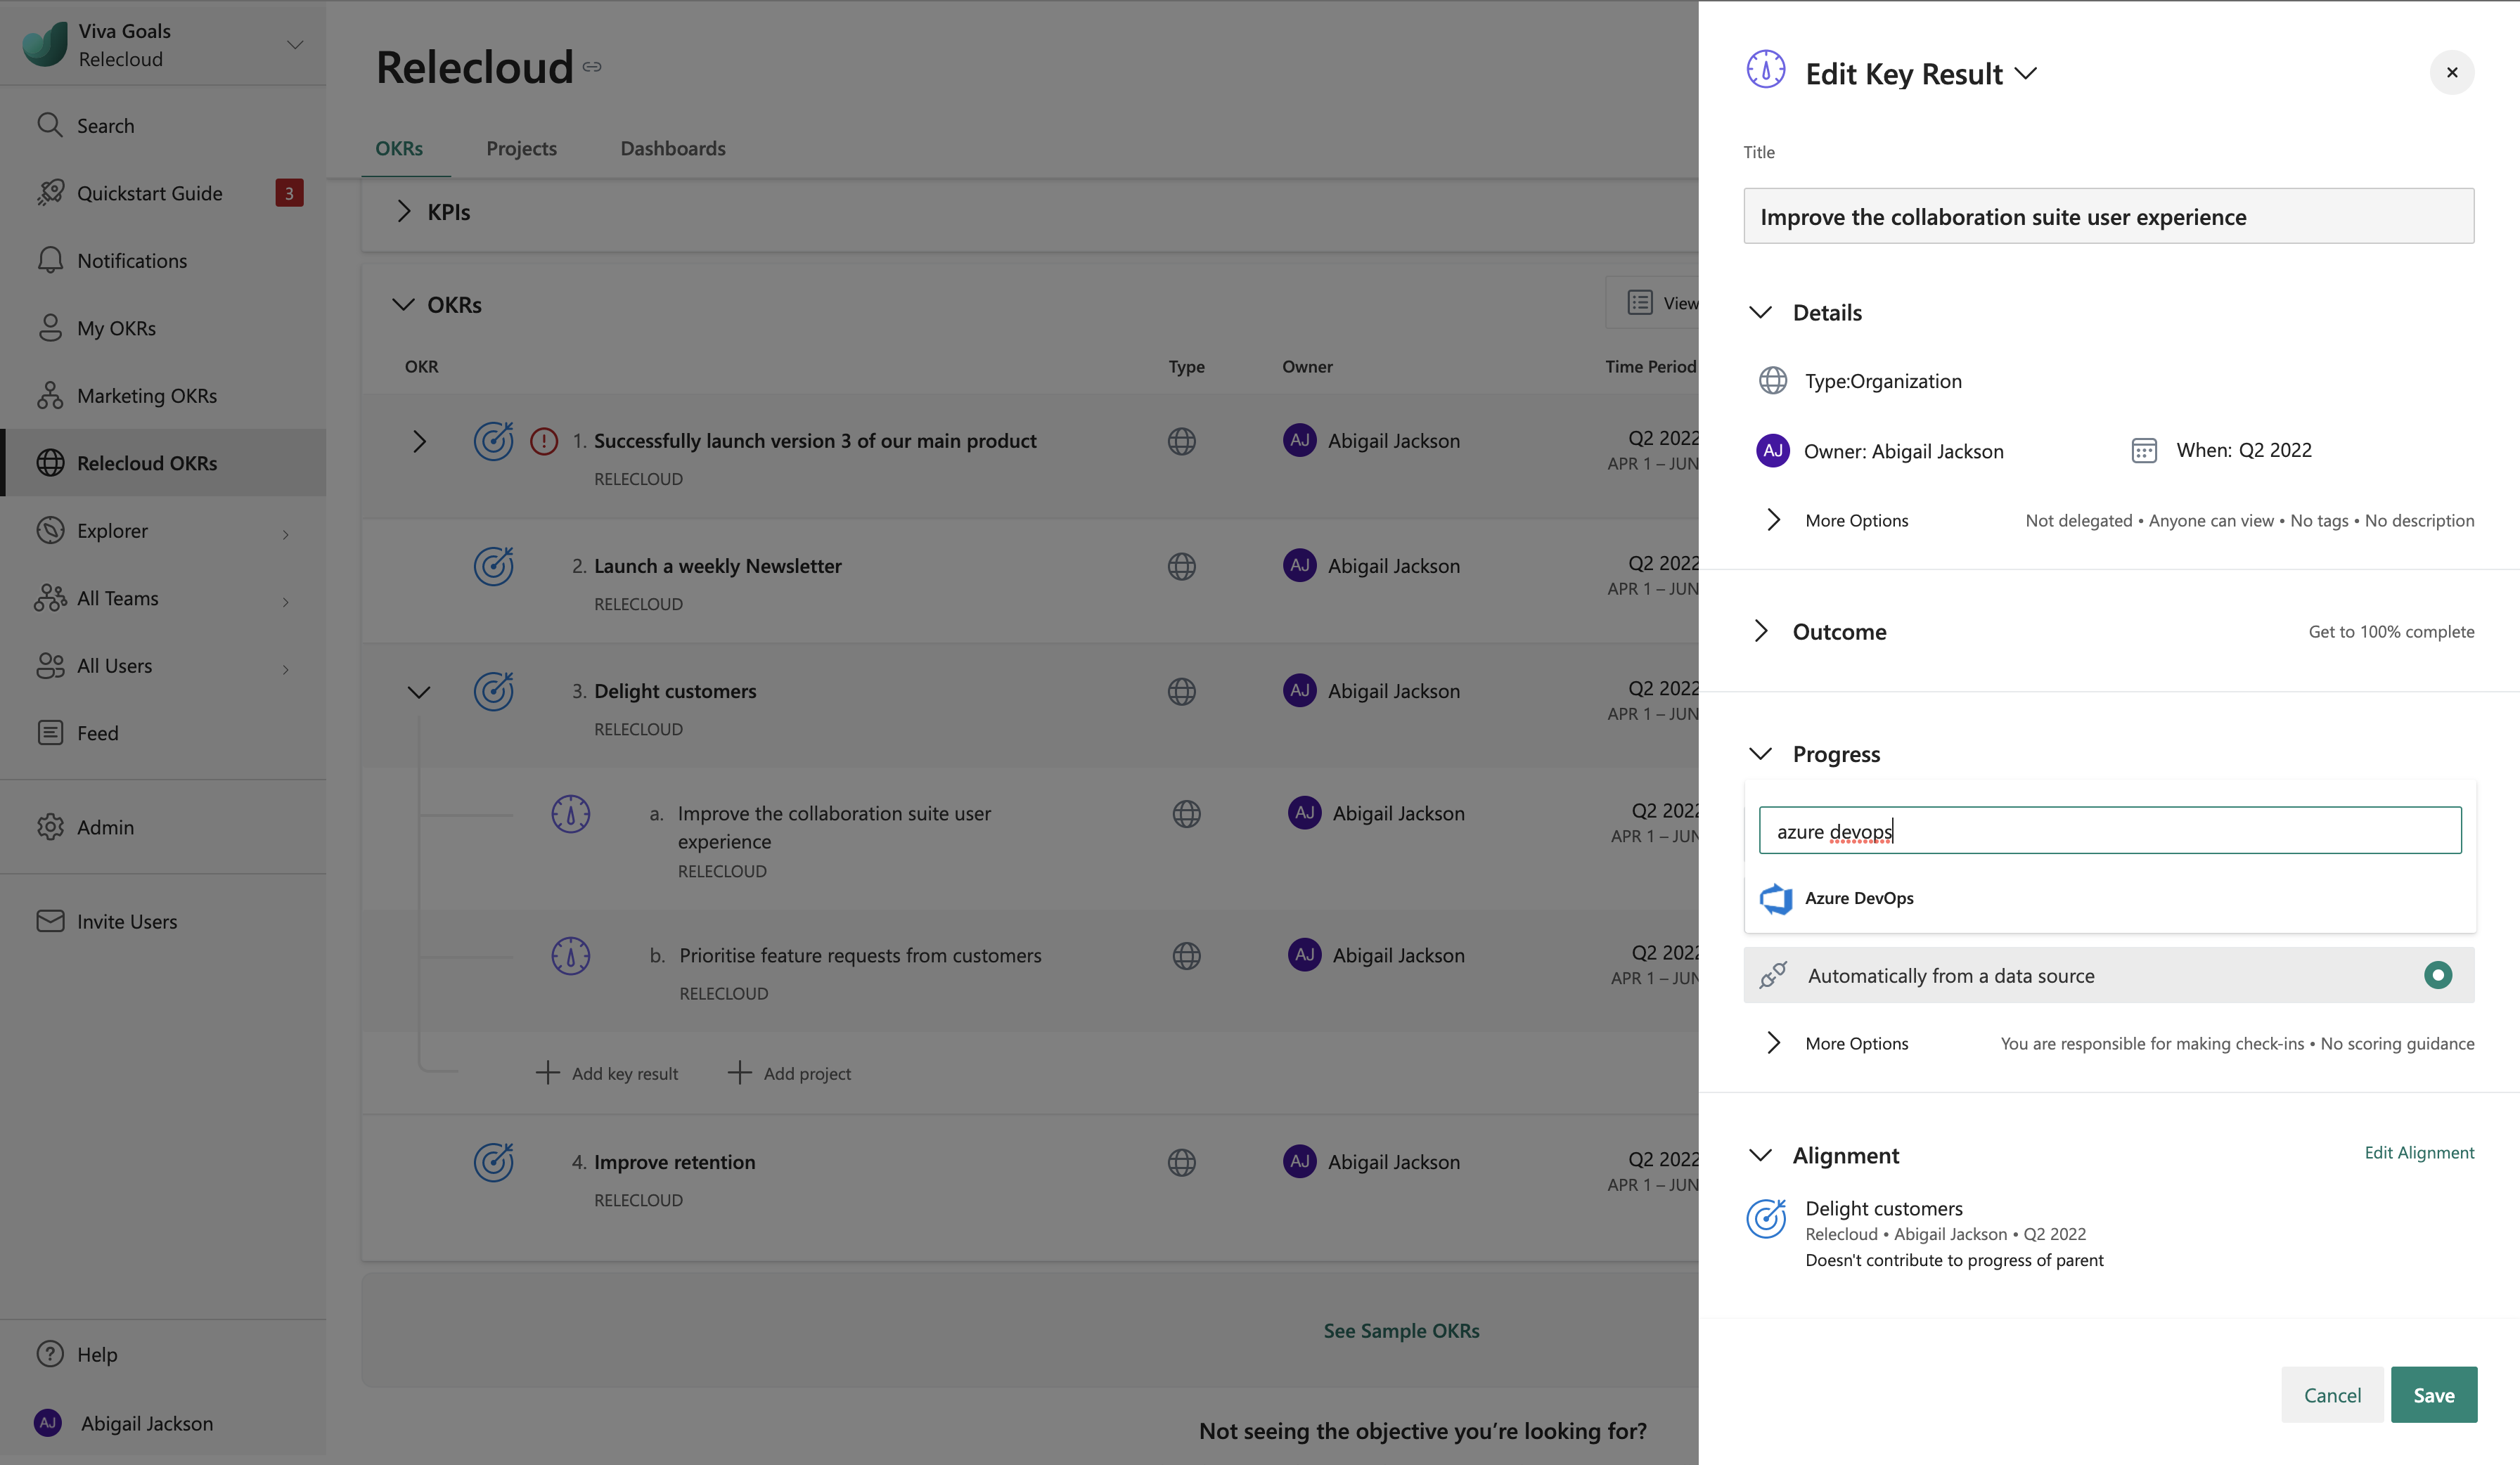 Viva Goals
Relecloud
Search
Quickstart Guide
3
Notifications
My OKRs
Marketing OKRs
Relecloud OKRs
Explorer
All Teams
All Users
Feed
Admin
Invite Users
Help
AJ Abigail Jackson
Relecloud
OKRs Projects Dashboards
KPIs
OKRs
View
OKR Type Owner Time Period
1. Successfully launch version 3 of our main product AJ Abigail Jackson Q2 2022
RELECLOUD APR 1 – JUN
2. Launch a weekly Newsletter AJ Abigail Jackson Q2 2022
RELECLOUD APR 1 – JUN
3. Delight customers AJ Abigail Jackson Q2 2022
RELECLOUD APR 1 – JUN
a. Improve the collaboration suite user AJ Abigail Jackson Q2 2022
experience APR 1 – JUN
RELECLOUD
b. Prioritise feature requests from customers AJ Abigail Jackson Q2 2022
RELECLOUD APR 1 – JUN
Add key result Add project
4. Improve retention AJ Abigail Jackson Q2 2022
RELECLOUD APR 1 – JUN
See Sample OKRs
Not seeing the objective you’re looking for?
Edit Key Result
Title
Improve the collaboration suite user experience
Details
Type:Organization
AJ Owner: Abigail Jackson When: Q2 2022
More Options Not delegated • Anyone can view • No tags • No description
Outcome Get to 100% complete
Progress
azure devops
Azure DevOps
Automatically from a data source
More Options You are responsible for making check-ins • No scoring guidance
Alignment Edit Alignment
Delight customers
Relecloud • Abigail Jackson • Q2 2022
Doesn't contribute to progress of parent
Cancel Save